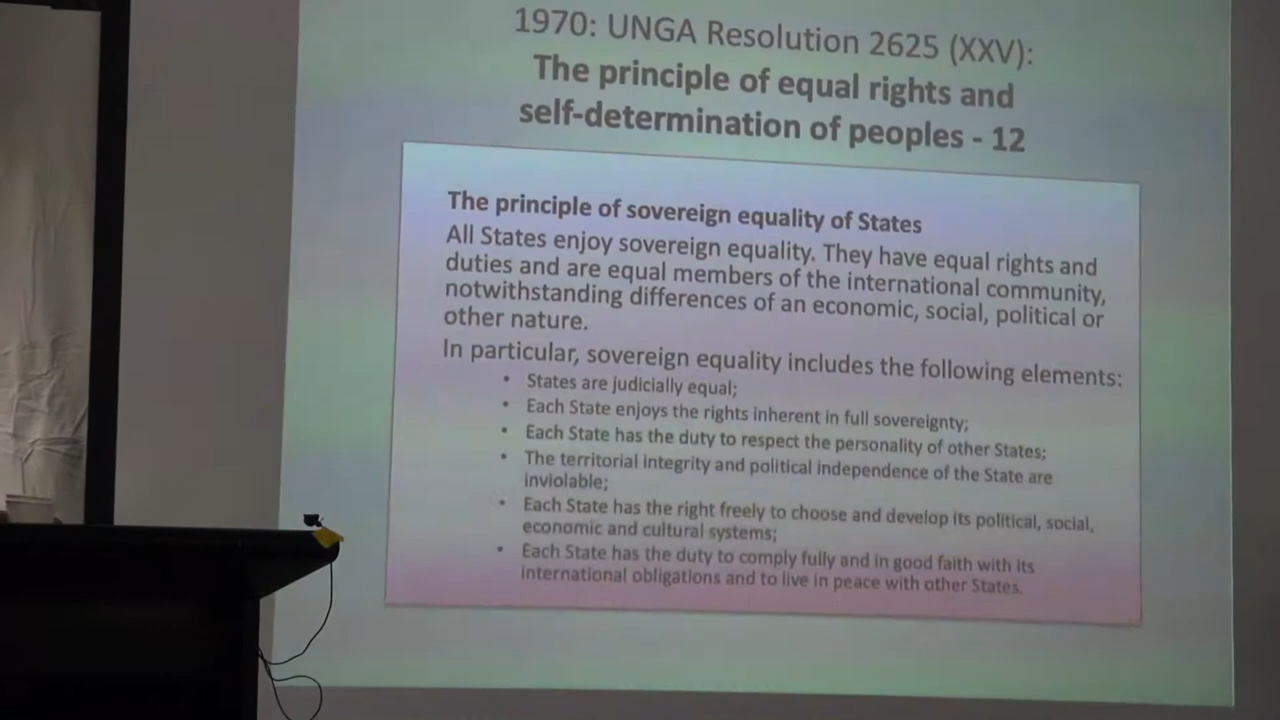 1970: UNGA Resolution 2625 (XXV):
The principle of equal rights and
self-determination of peoples - 12
The principle of sovereign equality of States
All States enjoy sovereign equality. They have equal rights and
duties and are equal members of the international community,
notwithstanding differences of an economic, social, political or
other nature.
In particular, sovereign equality includes the following elements:
• States are judicially equal;
• Each State enjoys the rights inherent in full sovereignty;
• Each State has the duty to respect the personality of other States;
• The territorial integrity and political independence of the State are
inviolable;
• Each State has the right freely to choose and develop its political, social,
economic and cultural systems;
• Each State has the duty to comply fully and in good faith with its
international obligations and to live in peace with other States.